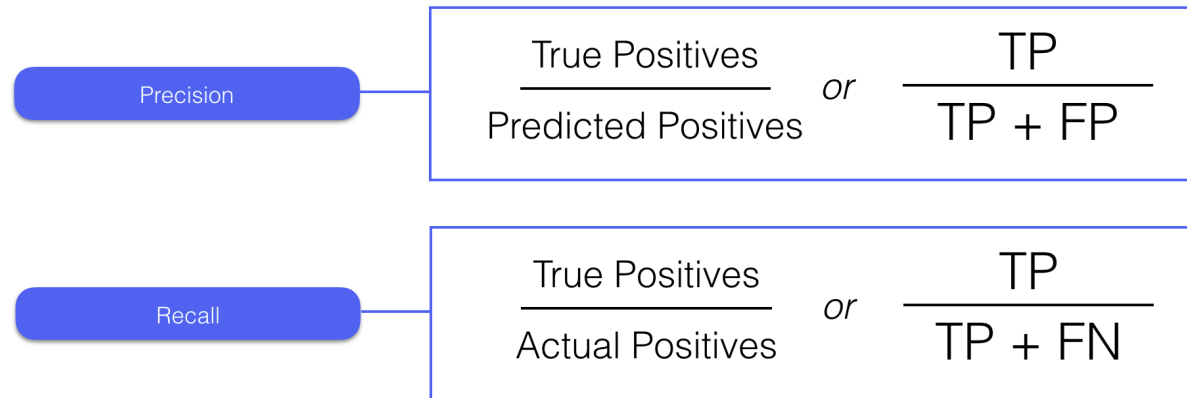 Precision
True Positives
Predicted Positives
or
TP
TP + FP
Recall
True Positives
Actual Positives
or
TP
TP + FN